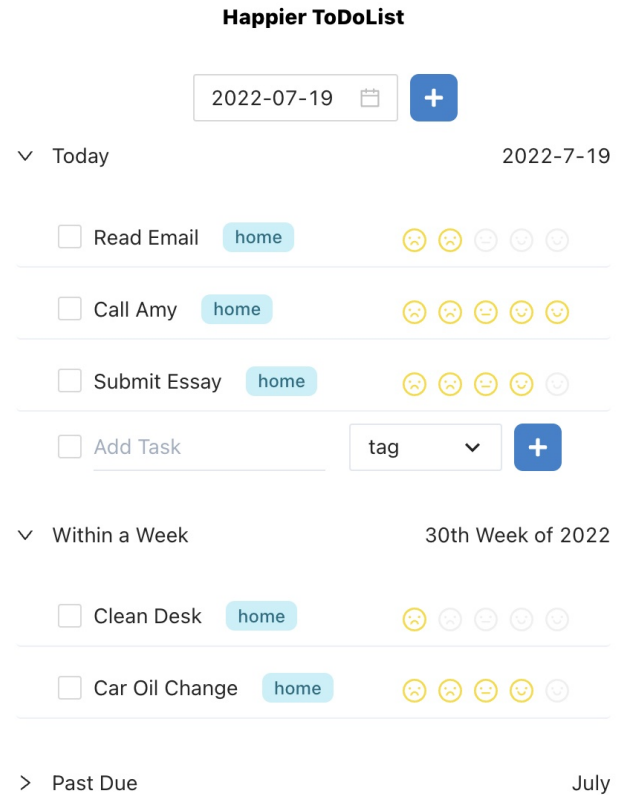 Happier ToDoList
2022-07-19
Today 2022-7-19
Read Email home
Call Amy home
Submit Essay home
Add Task tag
Within a Week 30th Week of 2022
Clean Desk home
Car Oil Change home
Past Due July